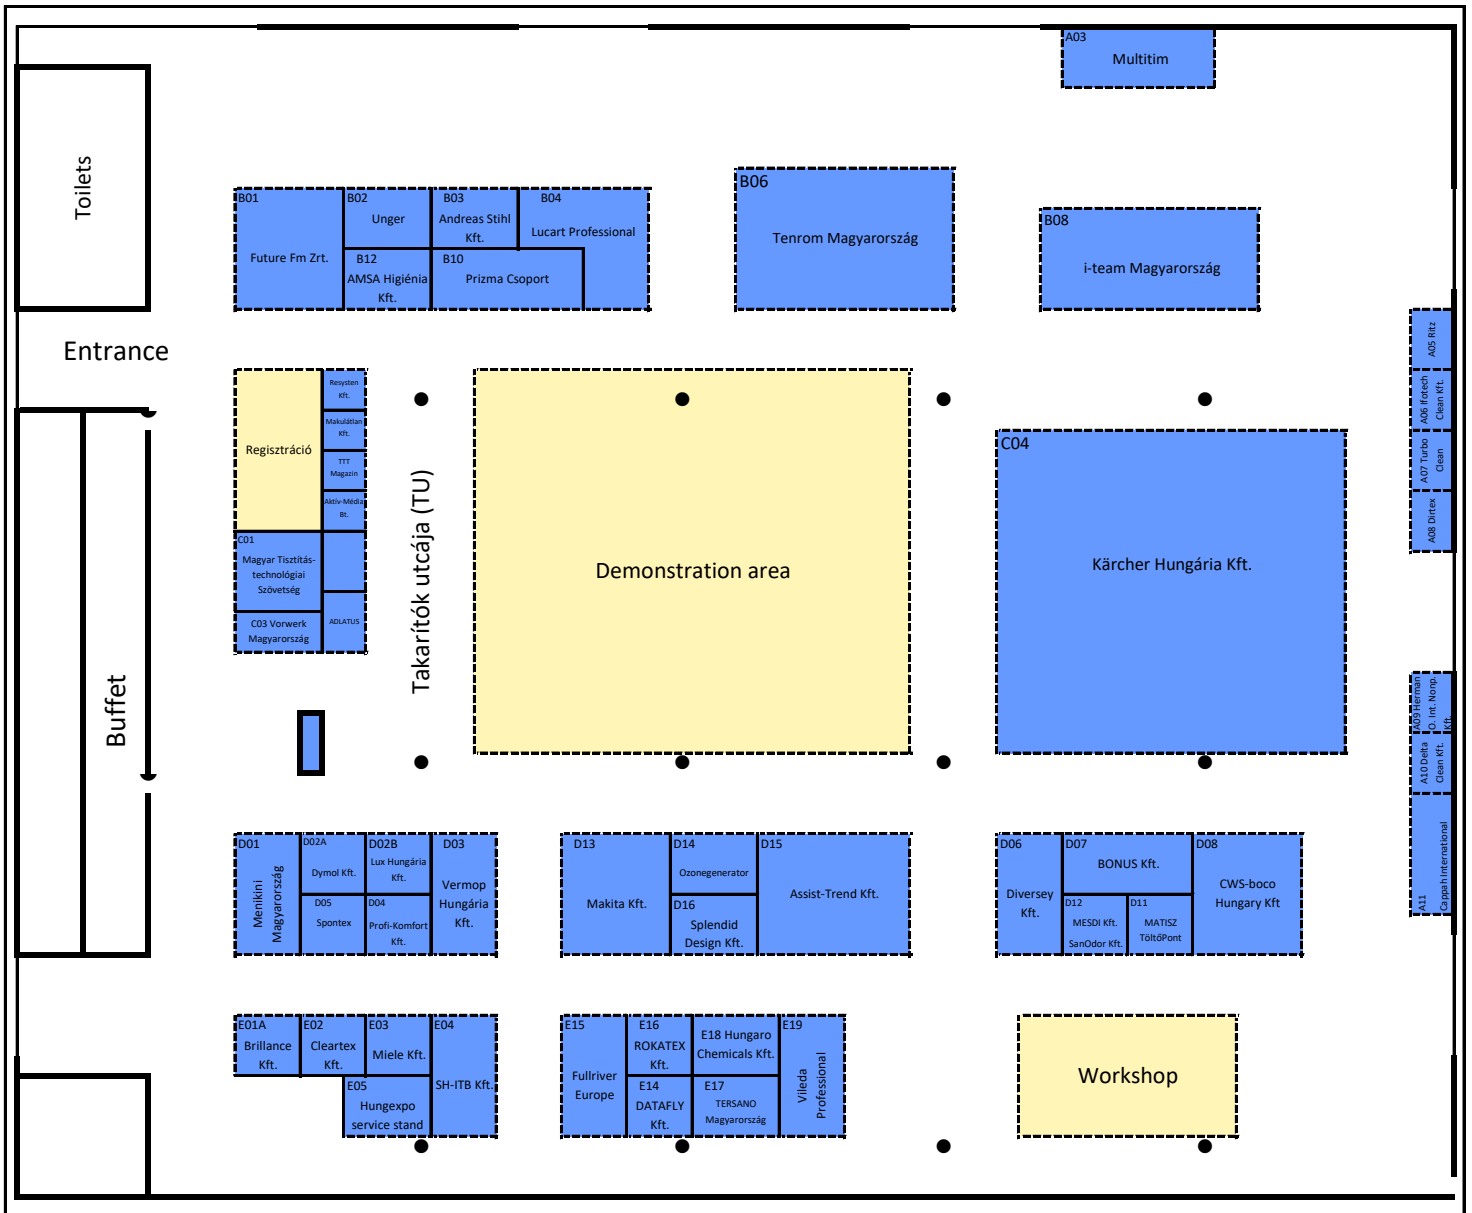 A03
Multitim
Toilets
B01
Future Fm Zrt.
B02
Unger
B03
Andreas Stihl
Kft.
B04
Lucart Professional
B12
AMSA Higiénia
Kft.
B10
Prizma Csoport
B06
Tenrom Magyarország
B08
i-team Magyarország
Entrance
A05 Ritz
A06 Ifotech
Clean Kft.
A07 Turbo
Clean
A08 Dirtex
Regisztráció
Resysten
Kft.
Makulátlan
Kft.
TTT
Magazin
Aktív-Média
Bt.
C01
Magyar Tisztítás-
technológiai
Szövetség
C03 Vorwerk
Magyarország
ADLATUS
Takarítók utcája (TU)
Demonstration area
C04
Kärcher Hungária Kft.
Buffet
A09 Herman
O. Int. Nonp.
Kft.
A10 Delta
Clean Kft.
A11
Cappah International
D01
Menikini
Magyarország
D02A
Dymol Kft.
D02B
Lux Hungária
Kft.
D03
Vermop
Hungária
Kft.
D05
Spontex
D04
Profi-Komfort
Kft.
D13
Makita Kft.
D14
Ozonegenerator
D15
Assist-Trend Kft.
D16
Splendid
Design Kft.
D06
Diversey
Kft.
D07
BONUS Kft.
D08
CWS-boco
Hungary Kft
D12
MESDI Kft.
SanOdor Kft.
D11
MATISZ
TöltőPont
E01A
Brillance
Kft.
E02
Cleartex
Kft.
E03
Miele Kft.
E04
SH-ITB Kft.
E05
Hungexpo
service stand
E15
Fullriver
Europe
E16
ROKATEX
Kft.
E18 Hungaro
Chemicals Kft.
E19
Vileda
Professional
E14
DATAFLY
Kft.
E17
TERSANO
Magyarország
Workshop